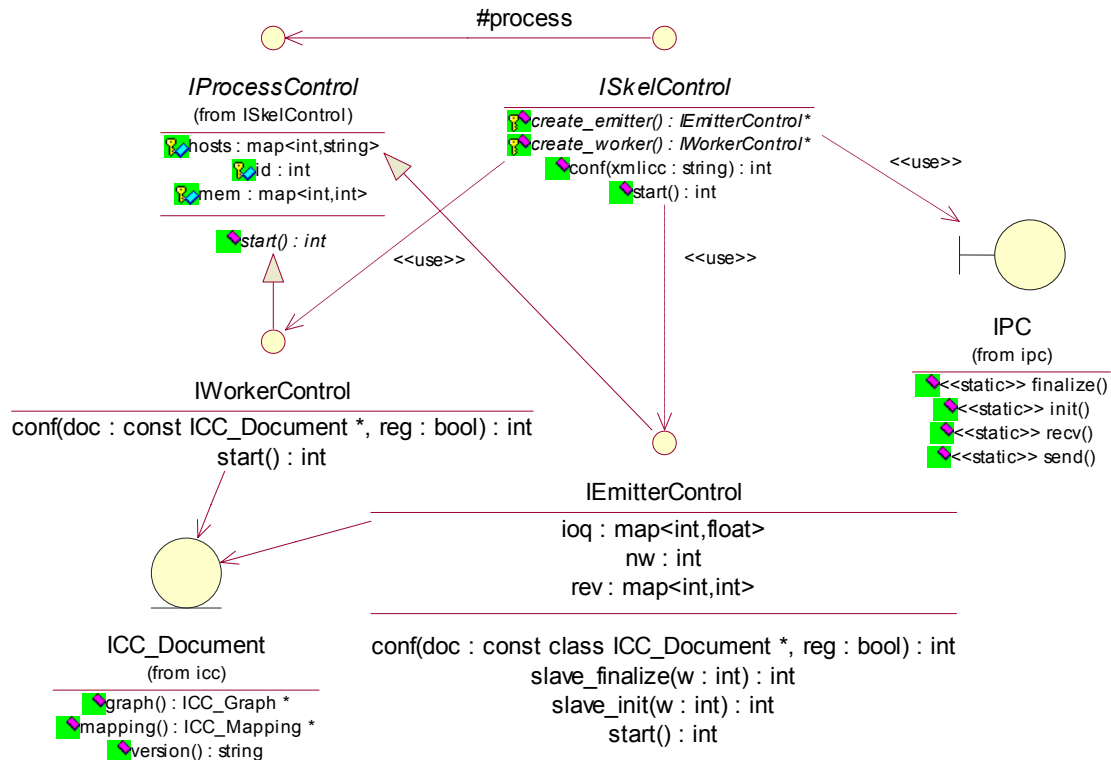 #process
IProcessControl
(from ISkelControl)
hosts : map<int,string>
id : int
mem : map<int,int>
start() : int
ISkelControl
create_emitter() : IEmitterControl*
create_worker() : IWorkerControl*
conf(xmlicc : string) : int
start() : int
<<use>>
<<use>>
<<use>>
IPC
(from ipc)
<<static>> finalize()
<<static>> init()
<<static>> recv()
<<static>> send()
IWorkerControl
conf(doc : const ICC_Document *, reg : bool) : int
start() : int
IEmitterControl
ioq : map<int,float>
nw : int
rev : map<int,int>
conf(doc : const class ICC_Document *, reg : bool) : int
slave_finalize(w : int) : int
slave_init(w : int) : int
start() : int
ICC_Document
(from icc)
graph() : ICC_Graph *
mapping() : ICC_Mapping *
version() : string